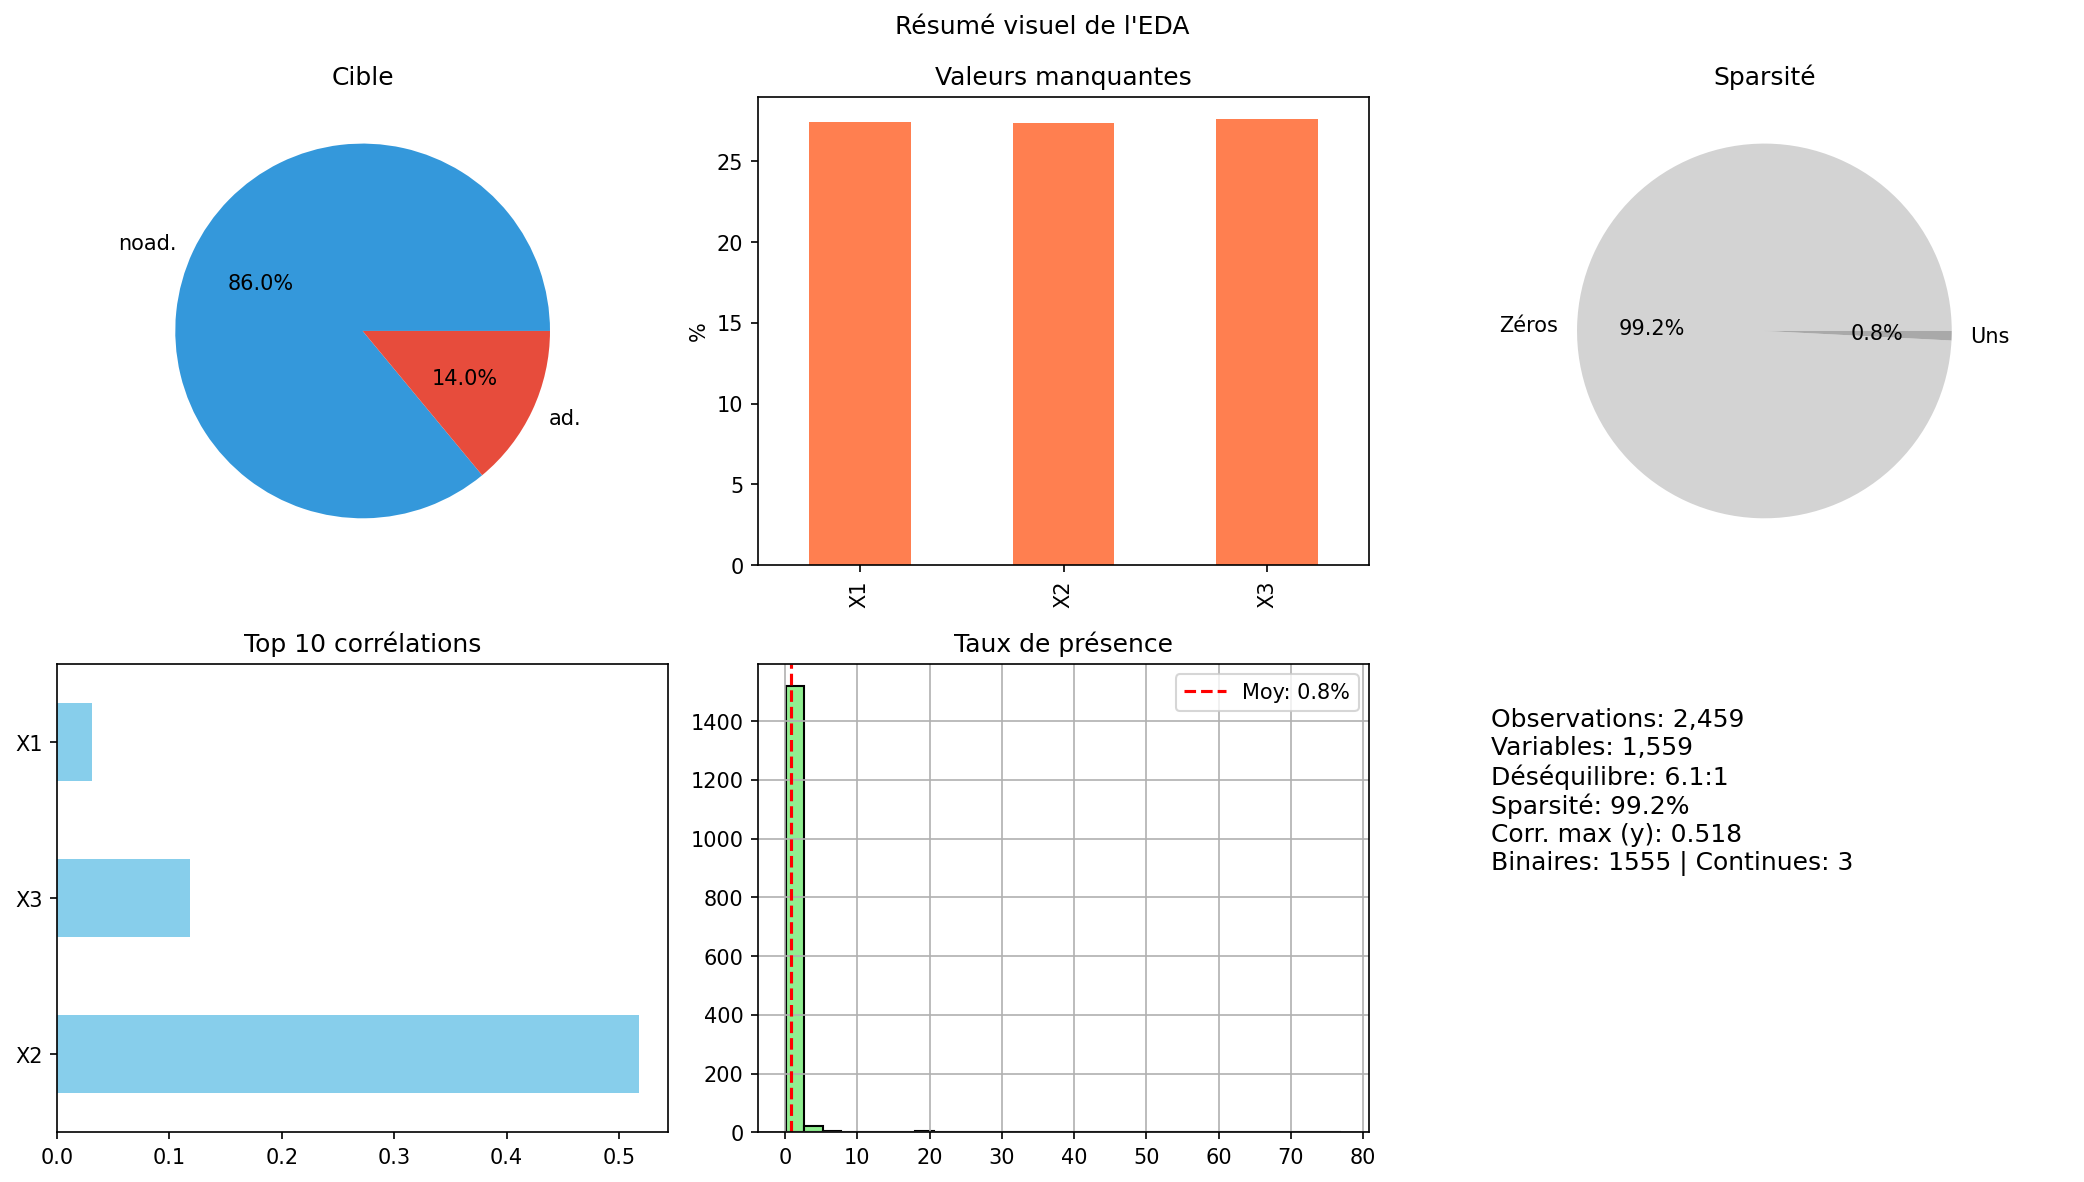 Résumé visuel de l'EDA
Cible
noad.
86.0%
14.0%
ad.
Valeurs manquantes
%
25
20
15
10
5
0
X1
X2
X3
Sparsité
Zéros
99.2%
0.8%
Uns
Top 10 corrélations
X1
X3
X2
0.0
0.1
0.2
0.3
0.4
0.5
Taux de présence
Moy: 0.8%
1400
1200
1000
800
600
400
200
0
0
10
20
30
40
50
60
70
80
Observations: 2,459
Variables: 1,559
Déséquilibre: 6.1:1
Sparsité: 99.2%
Corr. max (y): 0.518
Binaires: 1555 | Continues: 3